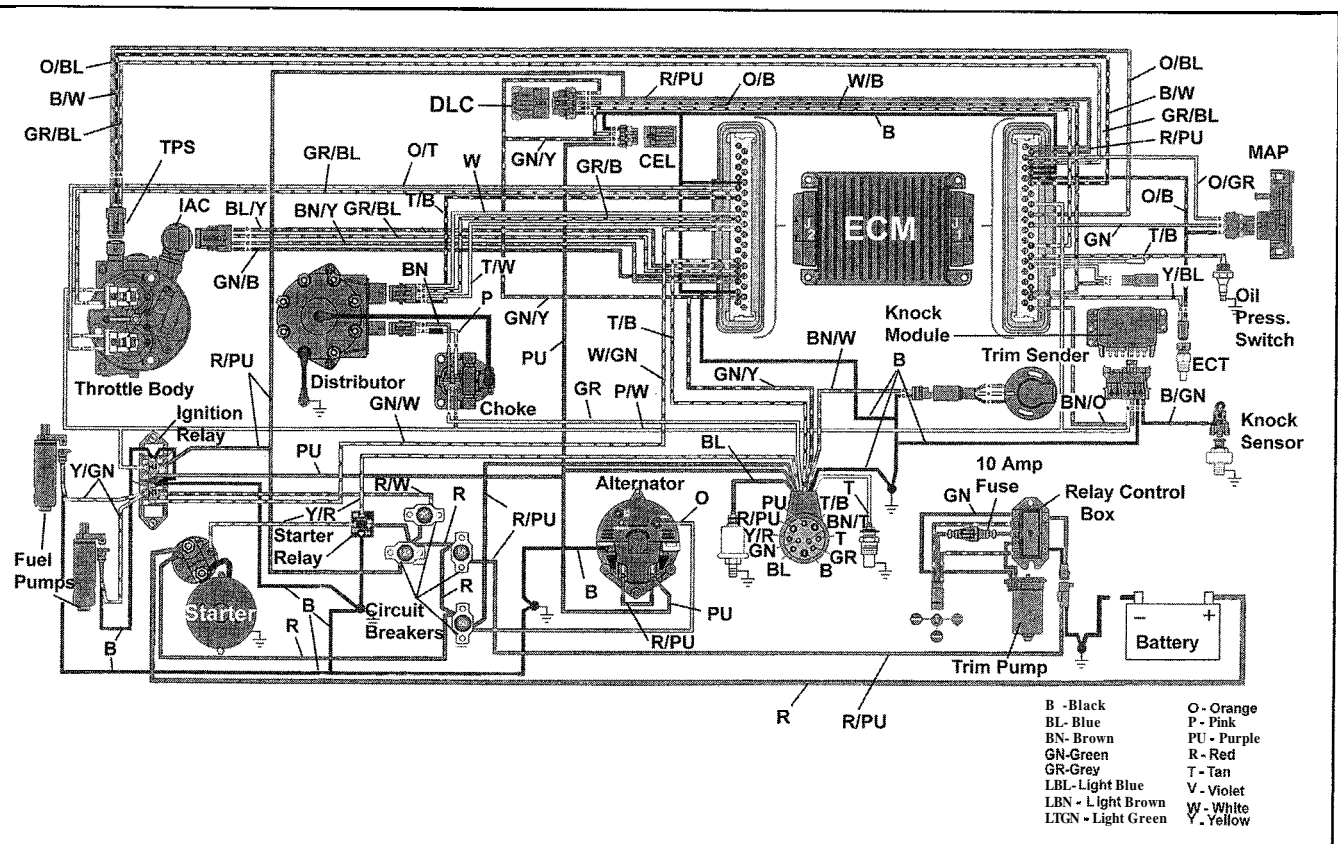 O/BL
B/W
GR/BL
TPS
GR/BL
O/T
W
R/PU
O/B
W/B
DLC
B
GN/Y
GR/B
CEL
O/BL
B/W
GR/BL
R/PU
MAP
O/GR
O/B
GN
T/B
IAC
BL/Y
BN/Y
GR/BL
T/B
ECM
GN/B
BN
T/W
P
GN/Y
Y/BL
Oil
Press.
Switch
Knock
Module
T/B
BN/W
Trim Sender
ECT
Throttle Body
R/PU
Distributor
PU
W/GN
B
GN/Y
Choke
GN/W
GR
P/W
BN/O
B/GN
Ignition
Relay
Knock
Sensor
Y/GN
PU
BL
10 Amp
Fuse
R/W
R
Alternator
O
T
GN
Relay Control
Box
Y/R
Starter
Relay
R/PU
PU
R/PU
Y/R
GN
BL
T/B
BN/T
T
GR
B
Fuel
Pumps
Starter
B
Circuit
Breakers
R
B
PU
R/PU
B
R
Trim Pump
Battery
R
R/PU
B -Black
BL- Blue
BN- Brown
GN-Green
GR-Grey
LBL- Light Blue
LBN - Light Brown
LTGN - Light Green
O - Orange
P - Pink
PU - Purple
R - Red
T - Tan
V - Violet
W - White
Y - Yellow